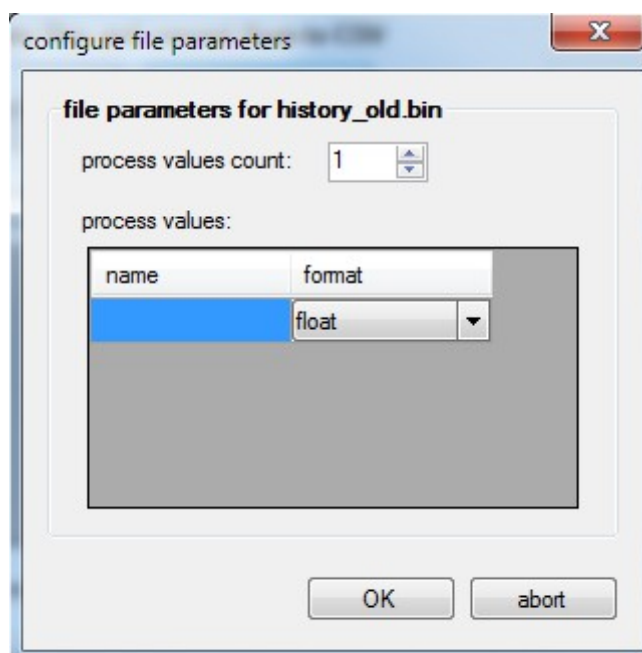 configure file parameters
file parameters for history_old.bin
process values count: 1
process values:
name format
float
OK abort